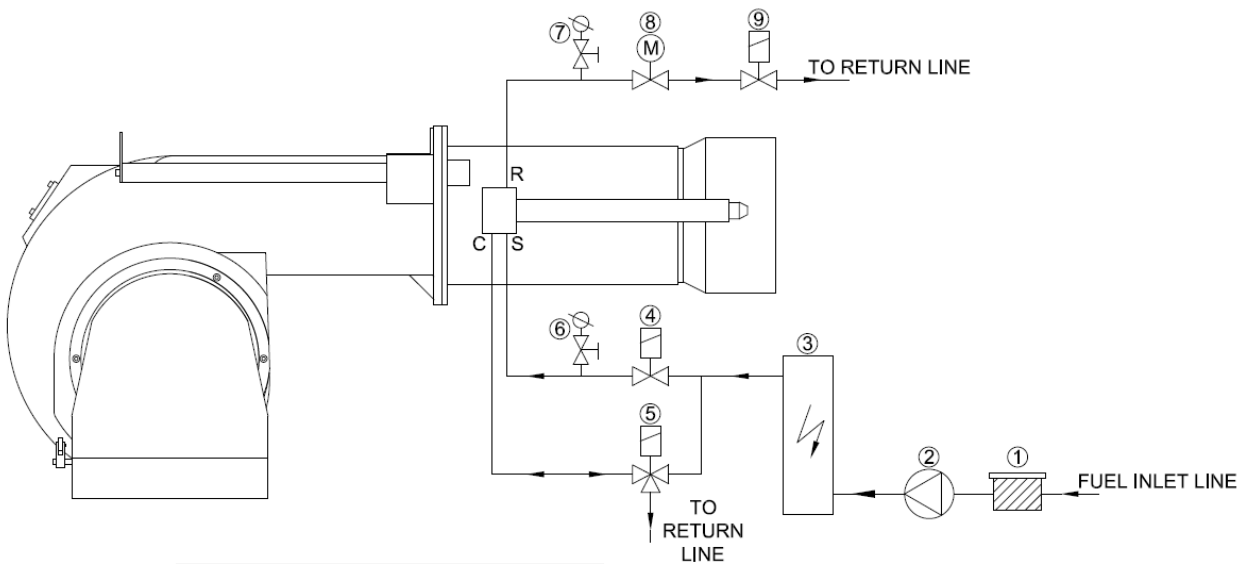 7
8
9
M
TO RETURN LINE
R
C S
6
4
3
5
2
1
FUEL INLET LINE
TO
RETURN
LINE